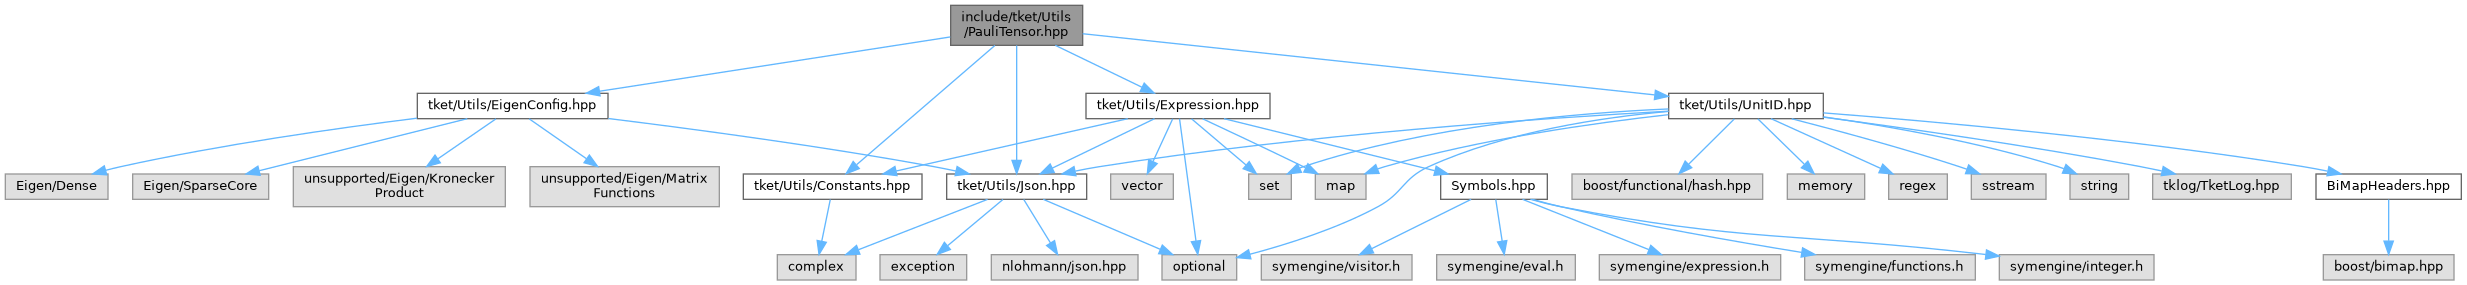 include/tket/Utils
/PauliTensor.hpp
tket/Utils/EigenConfig.hpp
tket/Utils/Expression.hpp
tket/Utils/UnitID.hpp
Eigen/Dense
Eigen/SparseCore
unsupported/Eigen/Kronecker
Product
unsupported/Eigen/Matrix
Functions
tket/Utils/Constants.hpp
tket/Utils/Json.hpp
vector
set
map
Symbols.hpp
boost/functional/hash.hpp
memory
regex
sstream
string
tklog/TketLog.hpp
BiMapHeaders.hpp
complex
exception
nlohmann/json.hpp
optional
symengine/visitor.h
symengine/eval.h
symengine/expression.h
symengine/functions.h
symengine/integer.h
boost/bimap.hpp